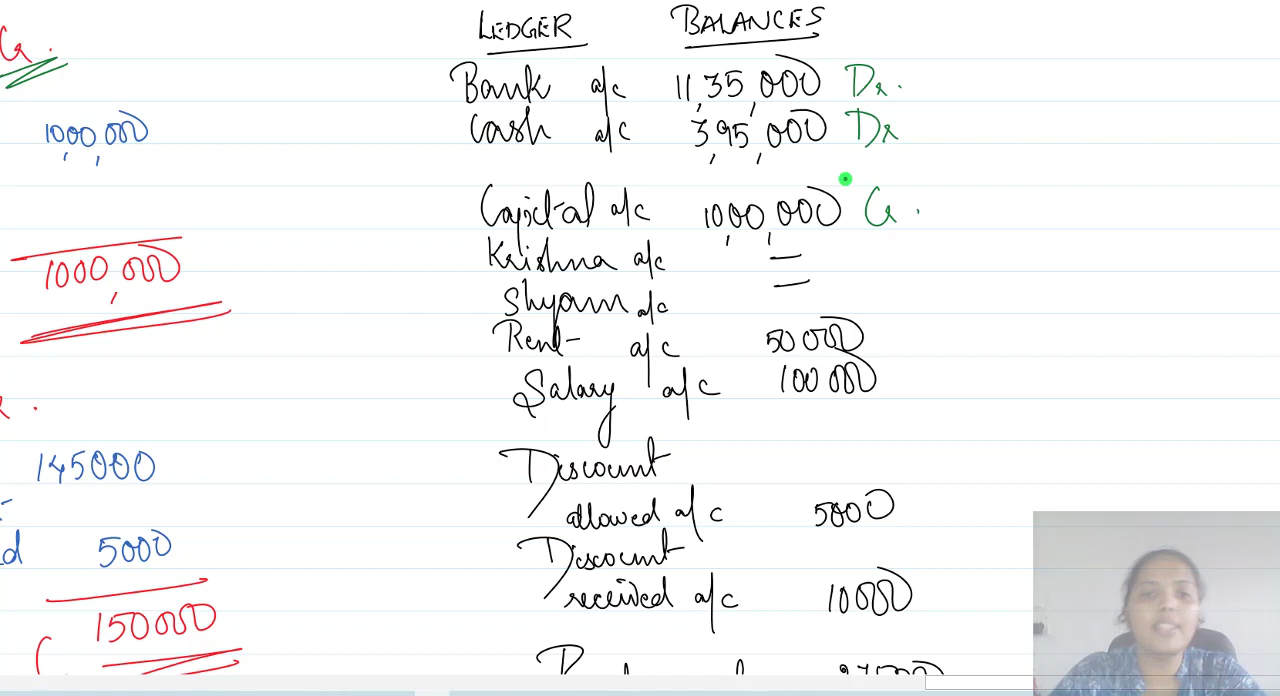 Cr.
1000,000
1000,000
145000
5000
150000
LEDGER BALANCES
Bank a/c 11,35,000 Dr.
Cash a/c 3,95,000 Dr
Capital a/c 10,00,000 Cr.
Krishna a/c —
Shyam a/c —
Rent a/c 50000
Salary a/c 100000
Discount
allowed a/c 5000
Discount
received a/c 10000